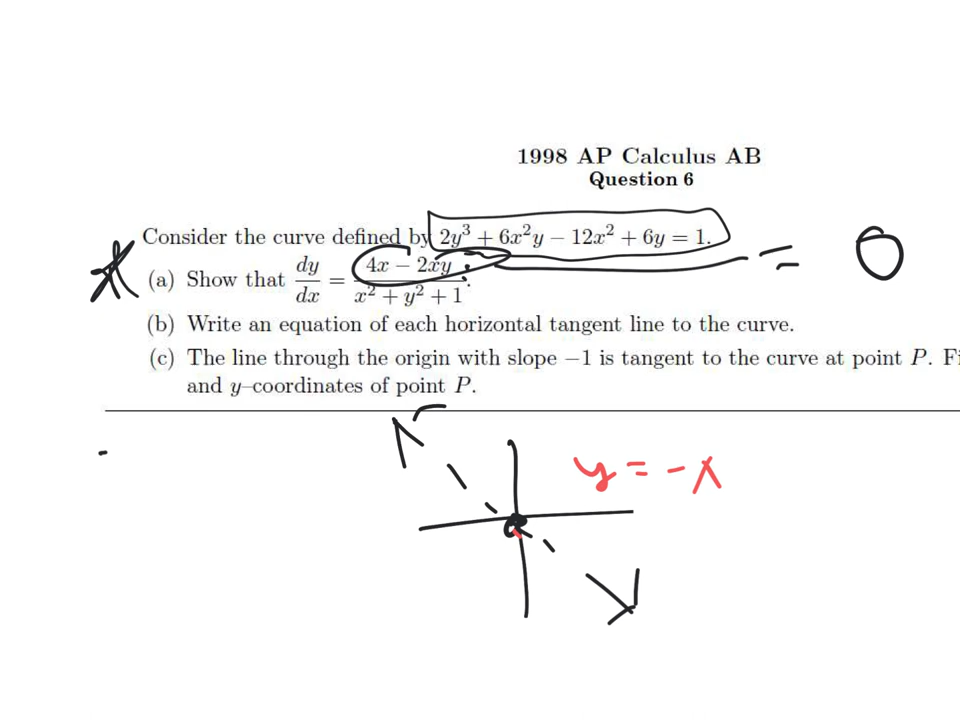 1998 AP Calculus AB
Question 6
Consider the curve defined by 2y³ + 6x²y − 12x² + 6y = 1.
= 0
(a) Show that dy/dx = (4x − 2xy)/(x² + y² + 1).
(b) Write an equation of each horizontal tangent line to the curve.
(c) The line through the origin with slope −1 is tangent to the curve at point P. Fi
and y–coordinates of point P.
y = -x